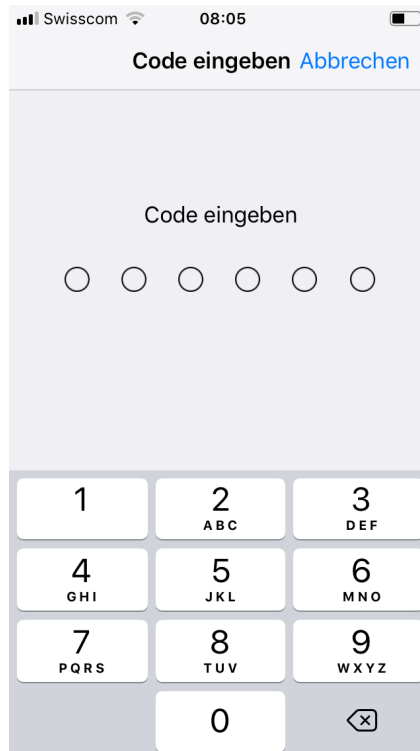 Swisscom 08:05
Code eingeben Abbrechen
Code eingeben
1 2 3
ABC DEF
4 5 6
GHI JKL MNO
7 8 9
PQRS TUV WXYZ
0